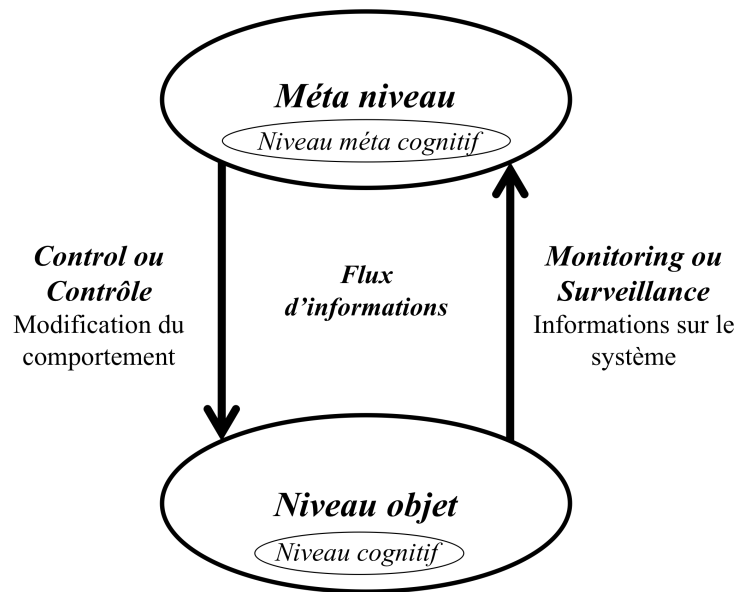 Méta niveau
Niveau méta cognitif
Control ou
Contrôle
Modification du
comportement
Flux
d’informations
Monitoring ou
Surveillance
Informations sur le
système
Niveau objet
Niveau cognitif